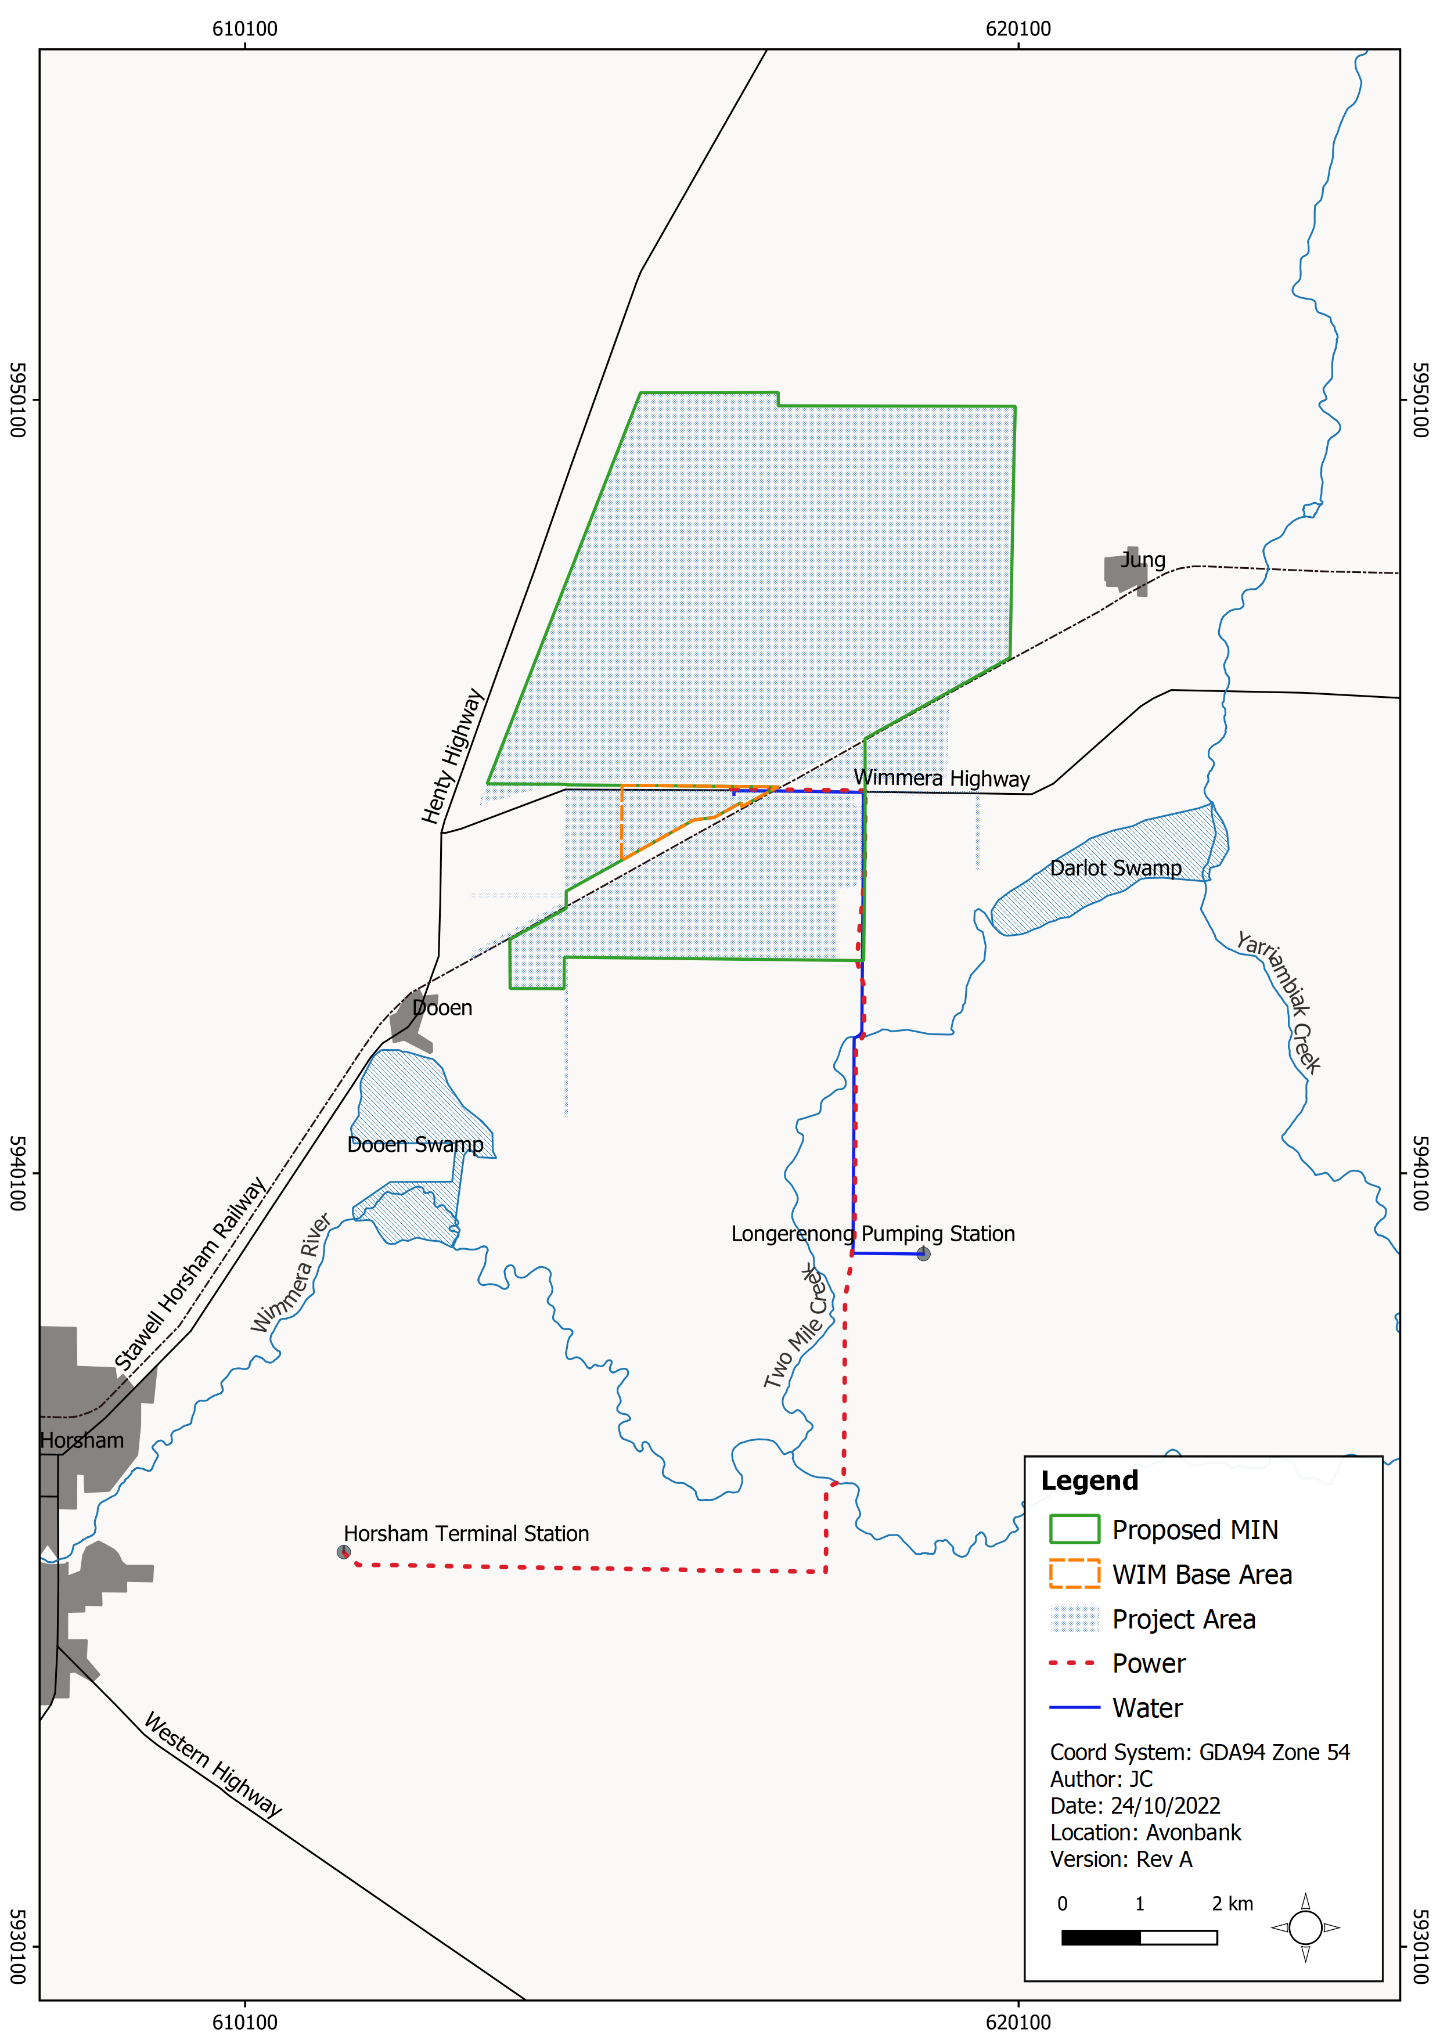 610100
620100
5950100
5950100
Jung
Henty Highway
Wimmera Highway
Darlot Swamp
Yarriambiak Creek
Dooen
Dooen Swamp
5940100
5940100
Stawell Horsham Railway
Wimmera River
Longerenong Pumping Station
Two Mile Creek
Horsham
Horsham Terminal Station
Western Highway
Legend
Proposed MIN
WIM Base Area
Project Area
Power
Water
Coord System: GDA94 Zone 54
Author: JC
Date: 24/10/2022
Location: Avonbank
Version: Rev A
0 1 2 km
5930100
5930100
610100
620100